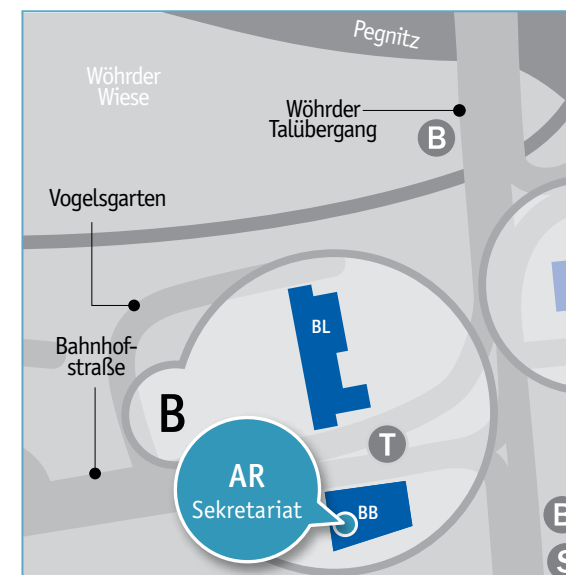 Pegnitz
Wöhrder
Wiese
Wöhrder
Talübergang
B
Vogelsgarten
BL
Bahnhof-
straße
B
T
AR
Sekretariat
BB
B
S